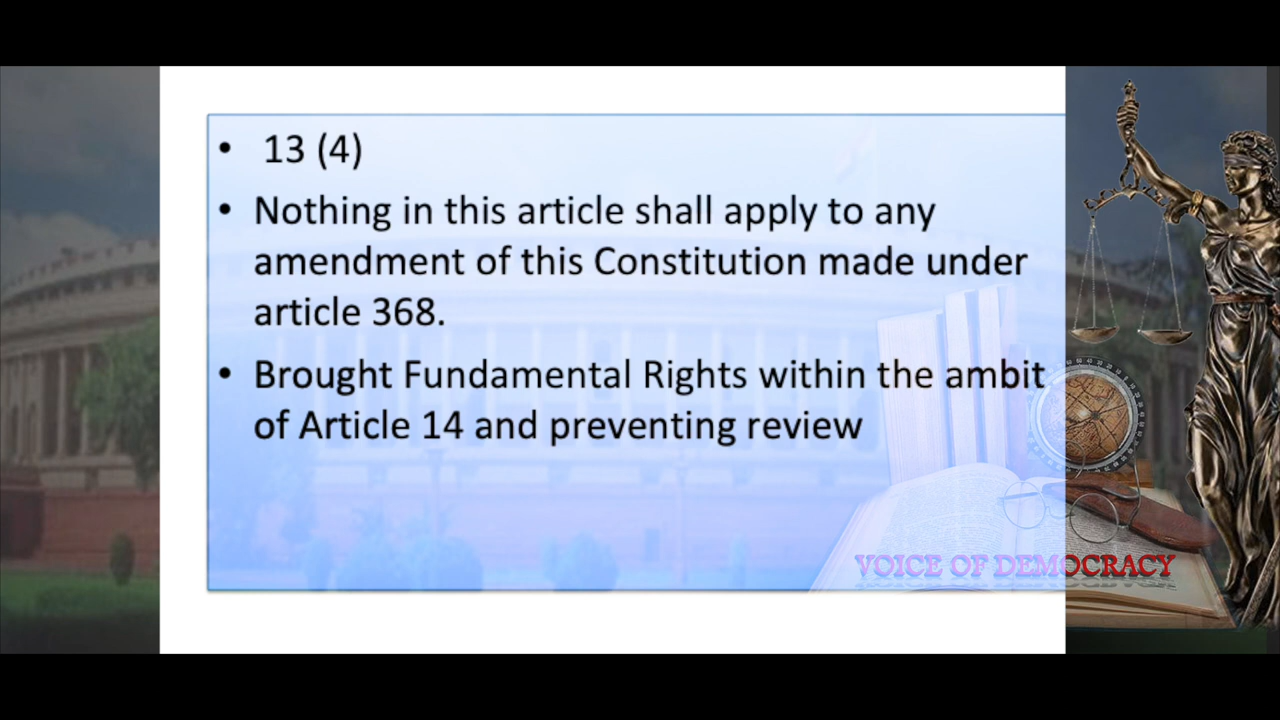 • 13 (4)
• Nothing in this article shall apply to any
amendment of this Constitution made under
article 368.
• Brought Fundamental Rights within the ambit
of Article 14 and preventing review
VOICE OF DEMOCRACY